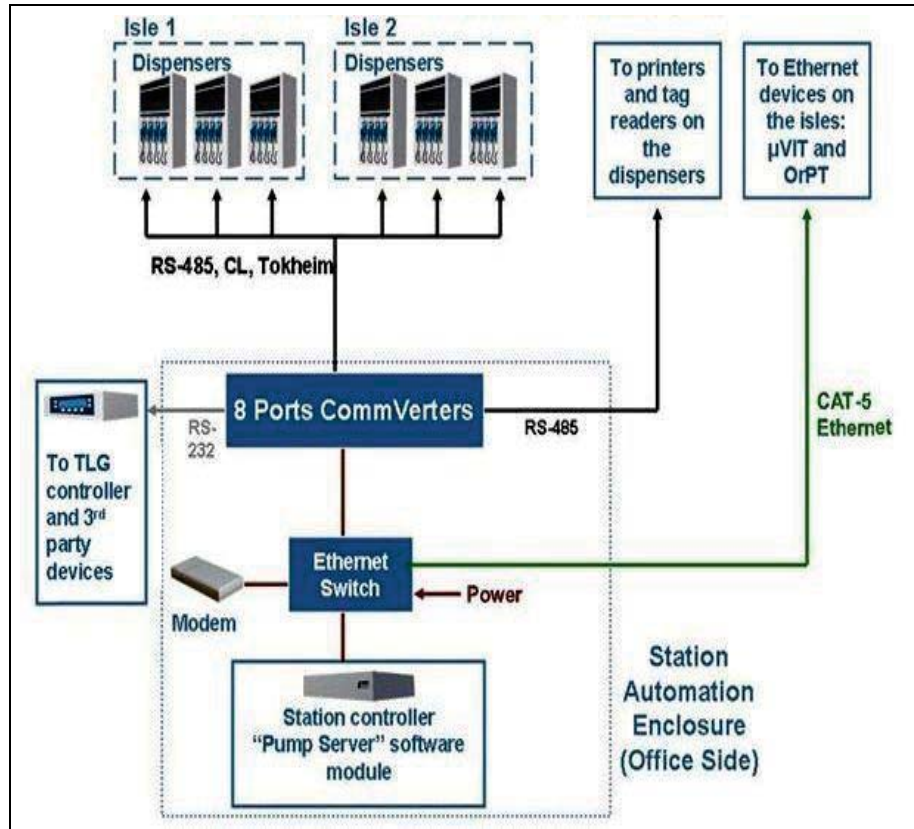 Isle 1
Isle 2
Dispensers
Dispensers
To printers
and tag
readers on
the
dispensers
To Ethernet
devices on
the isles:
µVIT and
OrPT
RS-485, CL, Tokheim
8 Ports CommVerters
RS-
232
RS-485
CAT-5
Ethernet
To TLG
controller
and 3rd
party
devices
Ethernet
Switch
Power
Modem
Station controller
“Pump Server” software
module
Station
Automation
Enclosure
(Office Side)